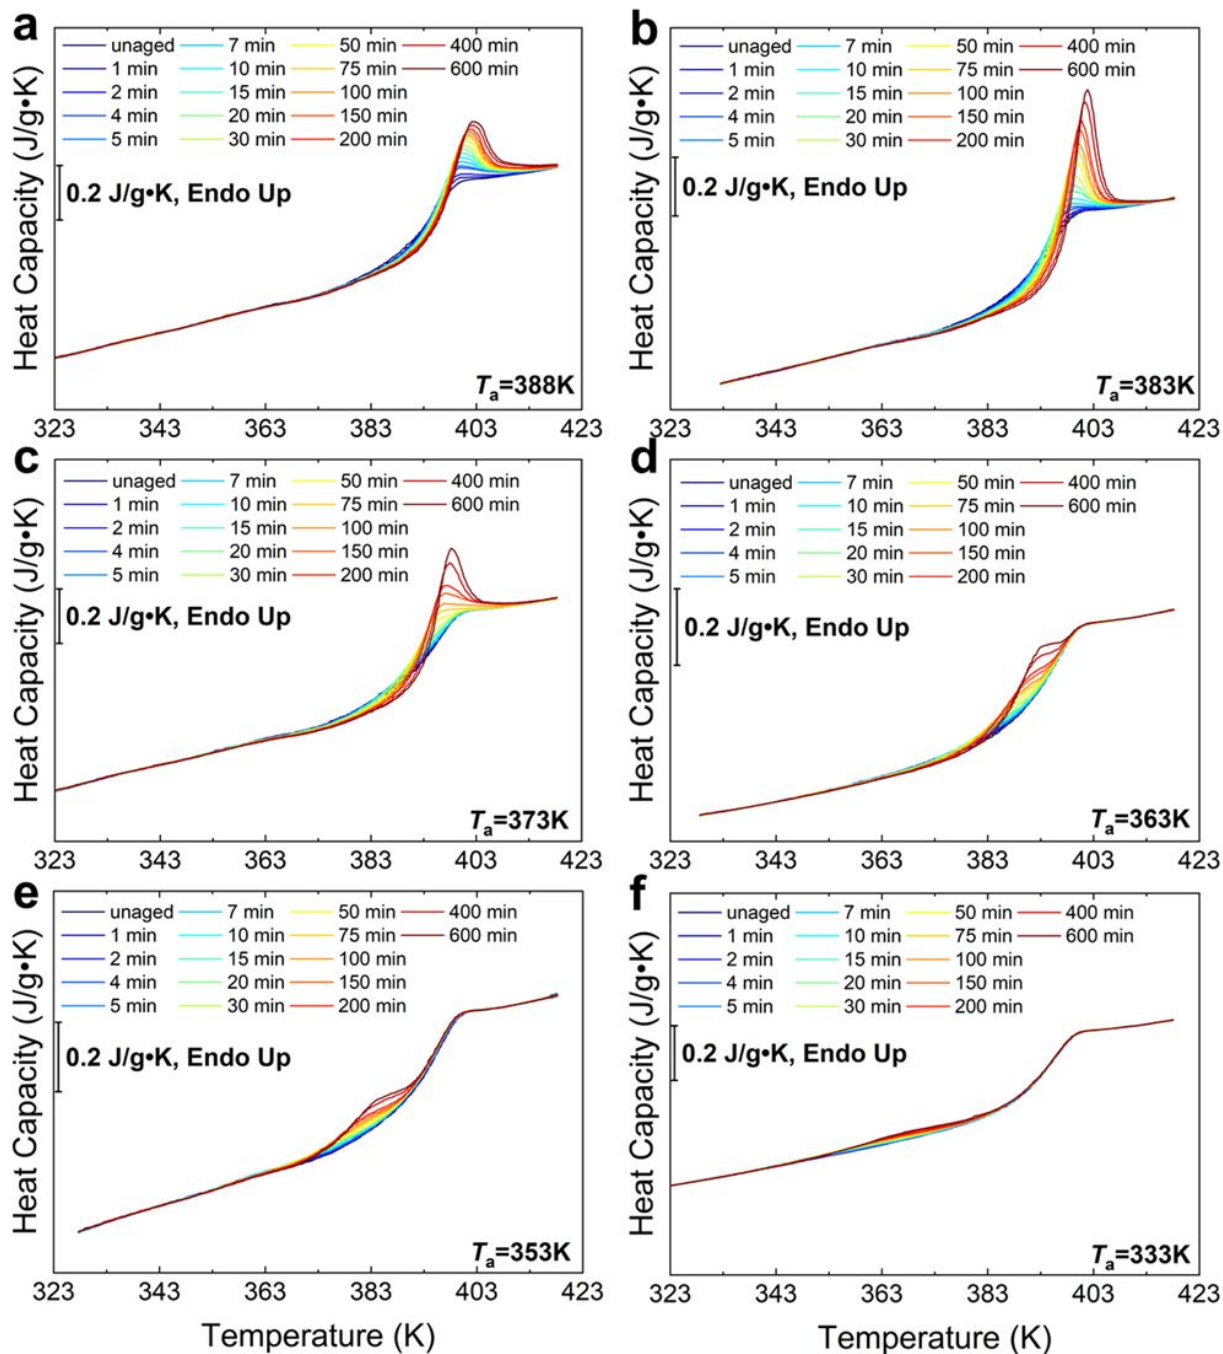 a
unaged 7 min 50 min 400 min
1 min 10 min 75 min 600 min
2 min 15 min 100 min
4 min 20 min 150 min
5 min 30 min 200 min
0.2 J/g•K, Endo Up
Heat Capacity (J/g•K)
Ta=388K
323 343 363 383 403 423
b
unaged 7 min 50 min 400 min
1 min 10 min 75 min 600 min
2 min 15 min 100 min
4 min 20 min 150 min
5 min 30 min 200 min
0.2 J/g•K, Endo Up
Heat Capacity (J/g•K)
Ta=383K
323 343 363 383 403 423
c
unaged 7 min 50 min 400 min
1 min 10 min 75 min 600 min
2 min 15 min 100 min
4 min 20 min 150 min
5 min 30 min 200 min
0.2 J/g•K, Endo Up
Heat Capacity (J/g•K)
Ta=373K
323 343 363 383 403 423
d
unaged 7 min 50 min 400 min
1 min 10 min 75 min 600 min
2 min 15 min 100 min
4 min 20 min 150 min
5 min 30 min 200 min
0.2 J/g•K, Endo Up
Heat Capacity (J/g•K)
Ta=363K
323 343 363 383 403 423
e
unaged 7 min 50 min 400 min
1 min 10 min 75 min 600 min
2 min 15 min 100 min
4 min 20 min 150 min
5 min 30 min 200 min
0.2 J/g•K, Endo Up
Heat Capacity (J/g•K)
Ta=353K
323 343 363 383 403 423
Temperature (K)
f
unaged 7 min 50 min 400 min
1 min 10 min 75 min 600 min
2 min 15 min 100 min
4 min 20 min 150 min
5 min 30 min 200 min
0.2 J/g•K, Endo Up
Heat Capacity (J/g•K)
Ta=333K
323 343 363 383 403 423
Temperature (K)